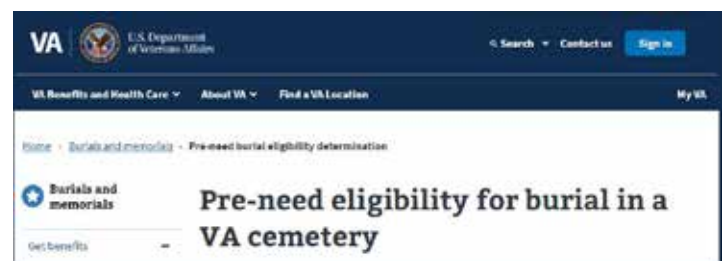 VA U.S. Department of Veterans Affairs Search Contact us Sign in
VA Benefits and Health Care About VA Find a VA Location My VA
Home › Burials and memorials › Pre-need burial eligibility determination
Burials and
memorials
Get benefits
Pre-need eligibility for burial in a
VA cemetery